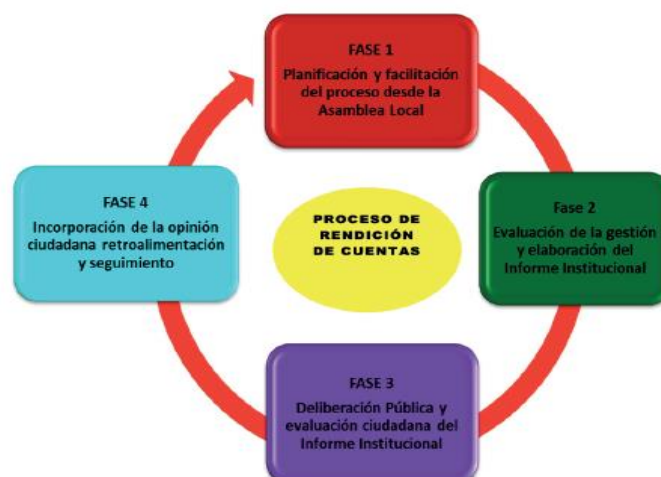 FASE 1
Planificación y facilitación
del proceso desde la
Asamblea Local
Fase 2
Evaluación de la gestión
y elaboración del
Informe Institucional
FASE 3
Deliberación Pública y
evaluación ciudadana del
Informe Institucional
FASE 4
Incorporación de la opinión
ciudadana retroalimentación
y seguimiento
PROCESO DE
RENDICIÓN
DE CUENTAS